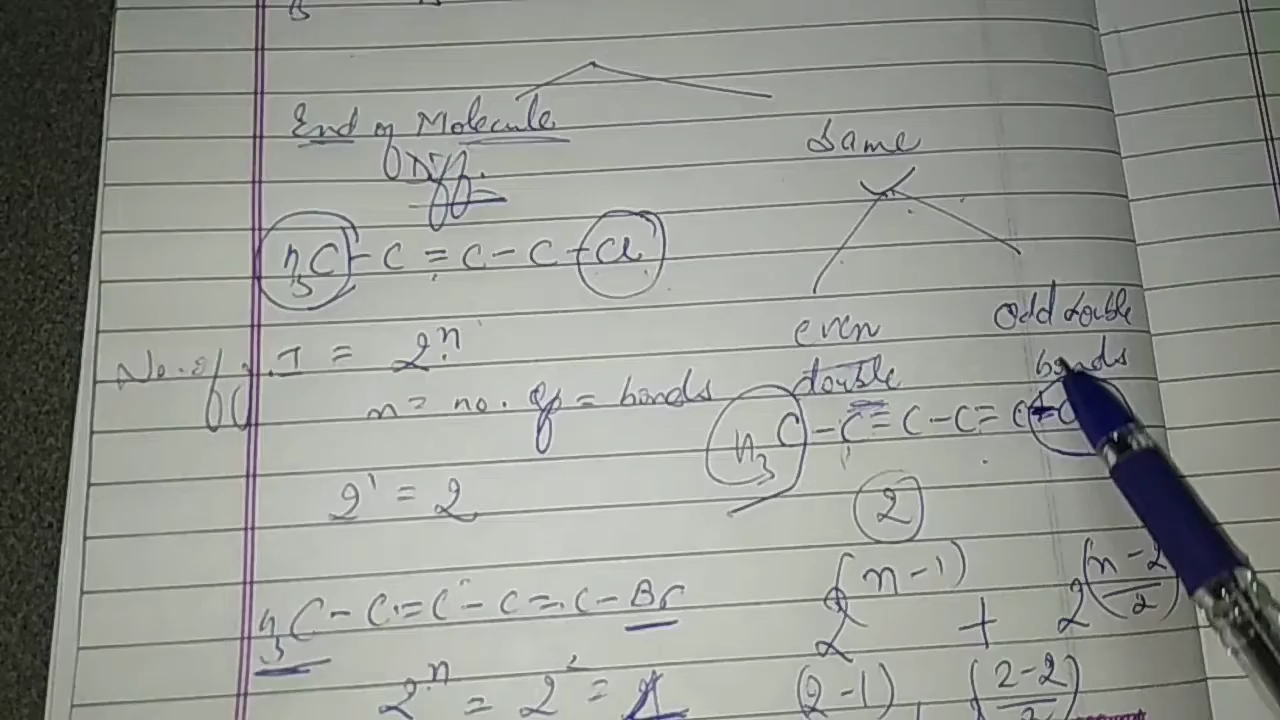 End of Molecule
Diff.
H3C - C = C - C - Cl
No. of G.I = 2^n
n = no. of = bonds
2^1 = 2
H3C - C = C - C = C - Br
2^n = 2^2 = 4
Same
even
double
odd double
bonds
H3C - C = C - C = C - C
2
2^(n-1) + 2^(n-2/2)
(2-1) (2-2/2)